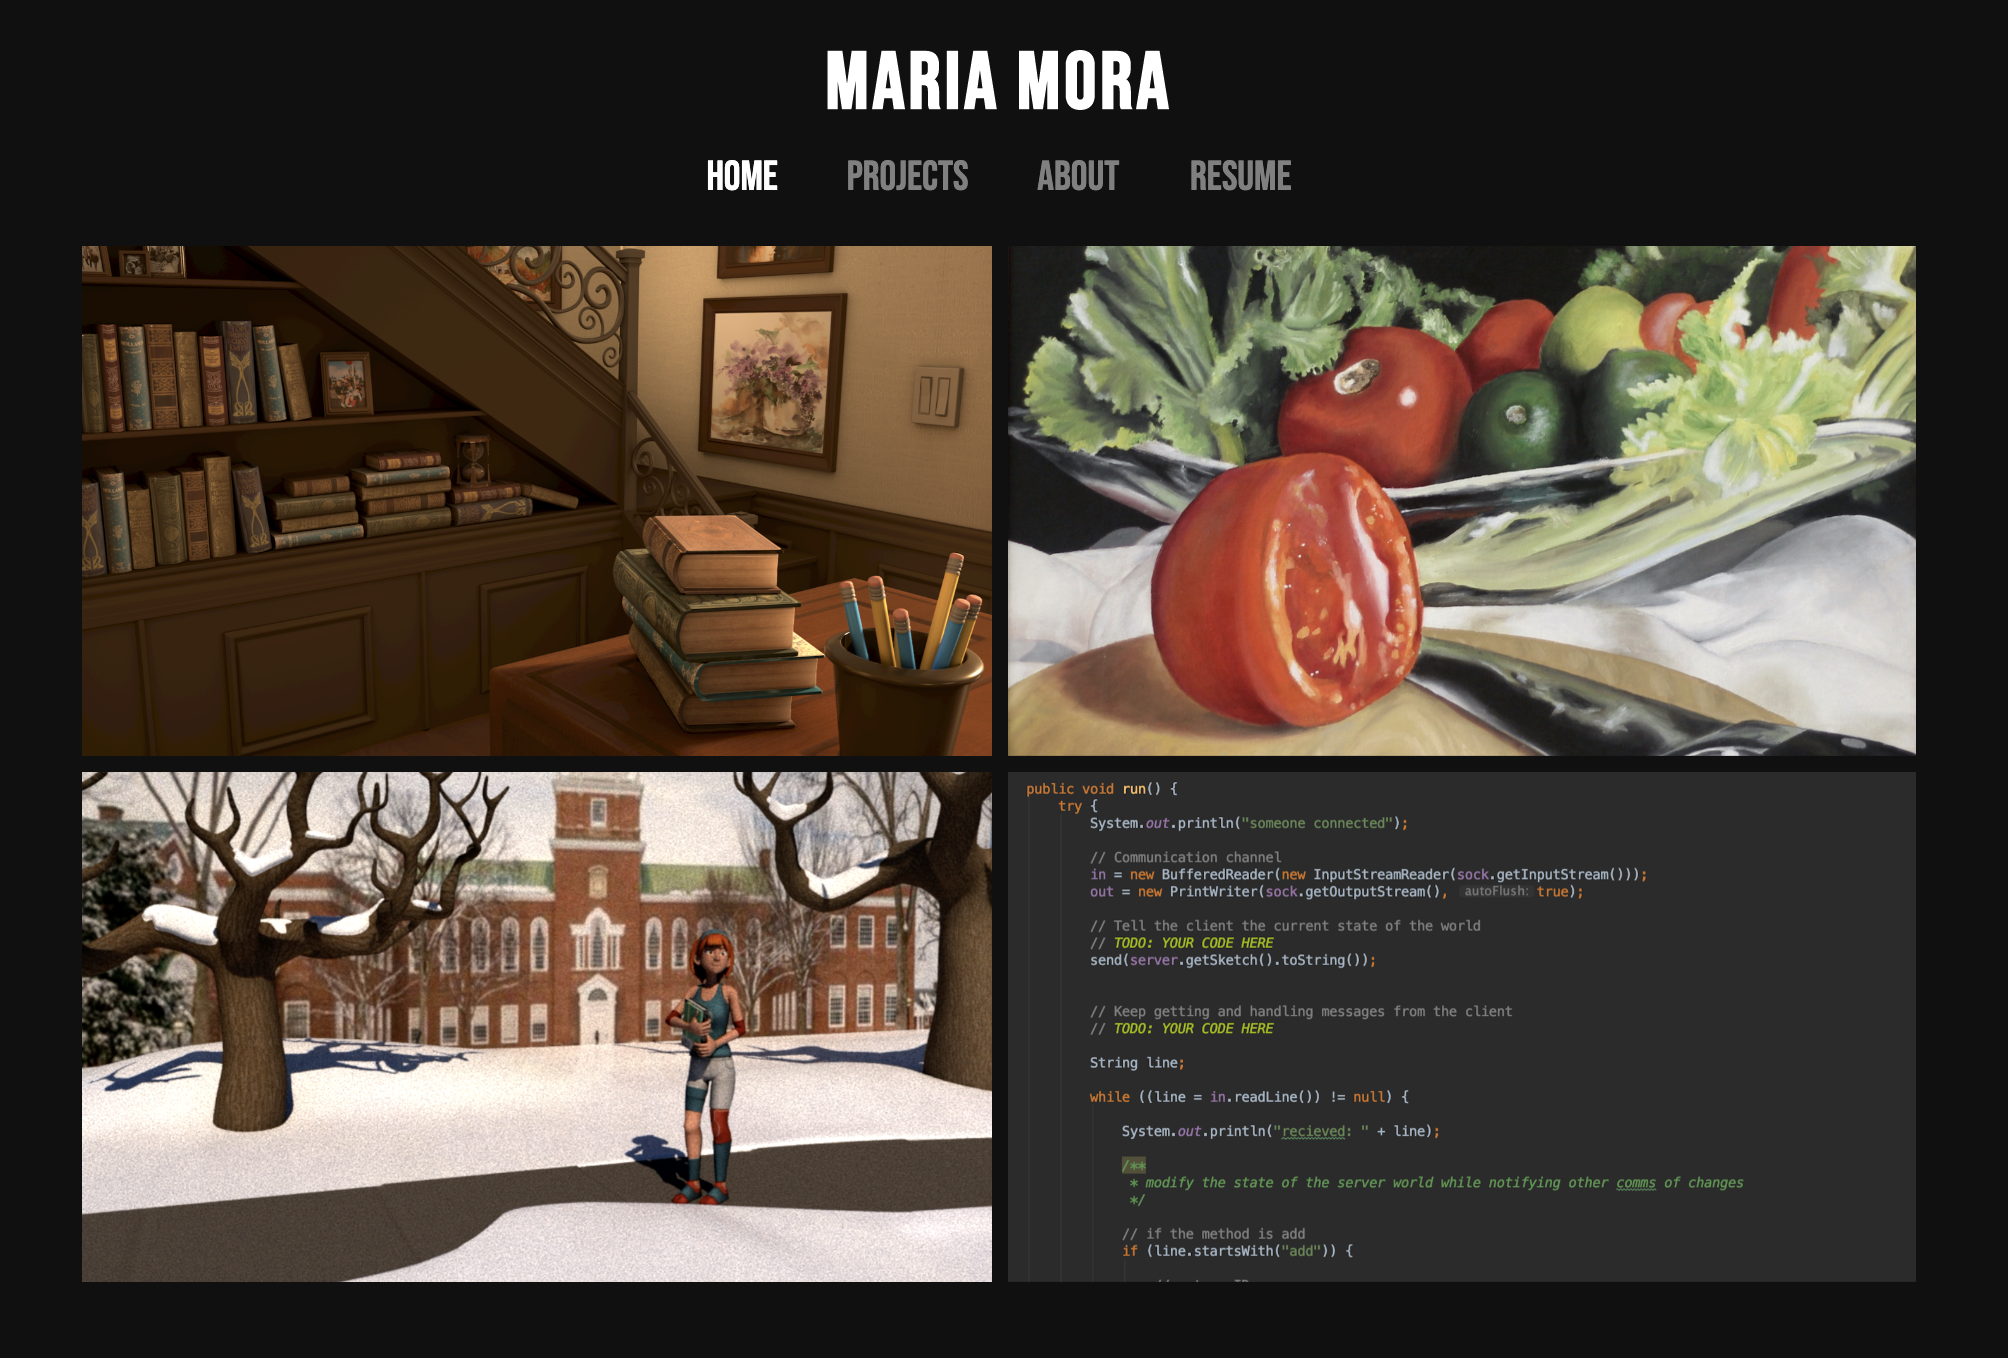 MARIA MORA
HOME PROJECTS ABOUT RESUME
public void run() {
try {
System.out.println("someone connected");
// Communication channel
in = new BufferedReader(new InputStreamReader(sock.getInputStream()));
out = new PrintWriter(sock.getOutputStream(), autoFlush: true);
// Tell the client the current state of the world
// TODO: YOUR CODE HERE
send(server.getSketch().toString());
// Keep getting and handling messages from the client
// TODO: YOUR CODE HERE
String line;
while ((line = in.readLine()) != null) {
System.out.println("recieved: " + line);
/**
* modify the state of the server world while notifying other comms of changes
*/
// if the method is add
if (line.startsWith("add")) {